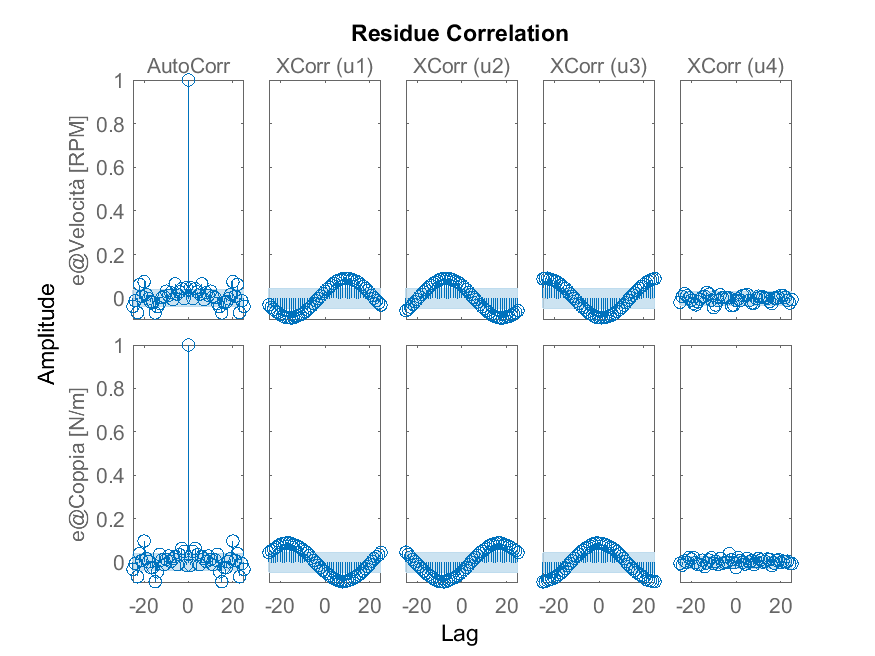 Residue Correlation
AutoCorr XCorr (u1) XCorr (u2) XCorr (u3) XCorr (u4)
e@Velocità [RPM]
1
0.8
0.6
0.4
0.2
0
Amplitude
e@Coppia [N/m]
1
0.8
0.6
0.4
0.2
0
-20 0 20 -20 0 20 -20 0 20 -20 0 20 -20 0 20
Lag